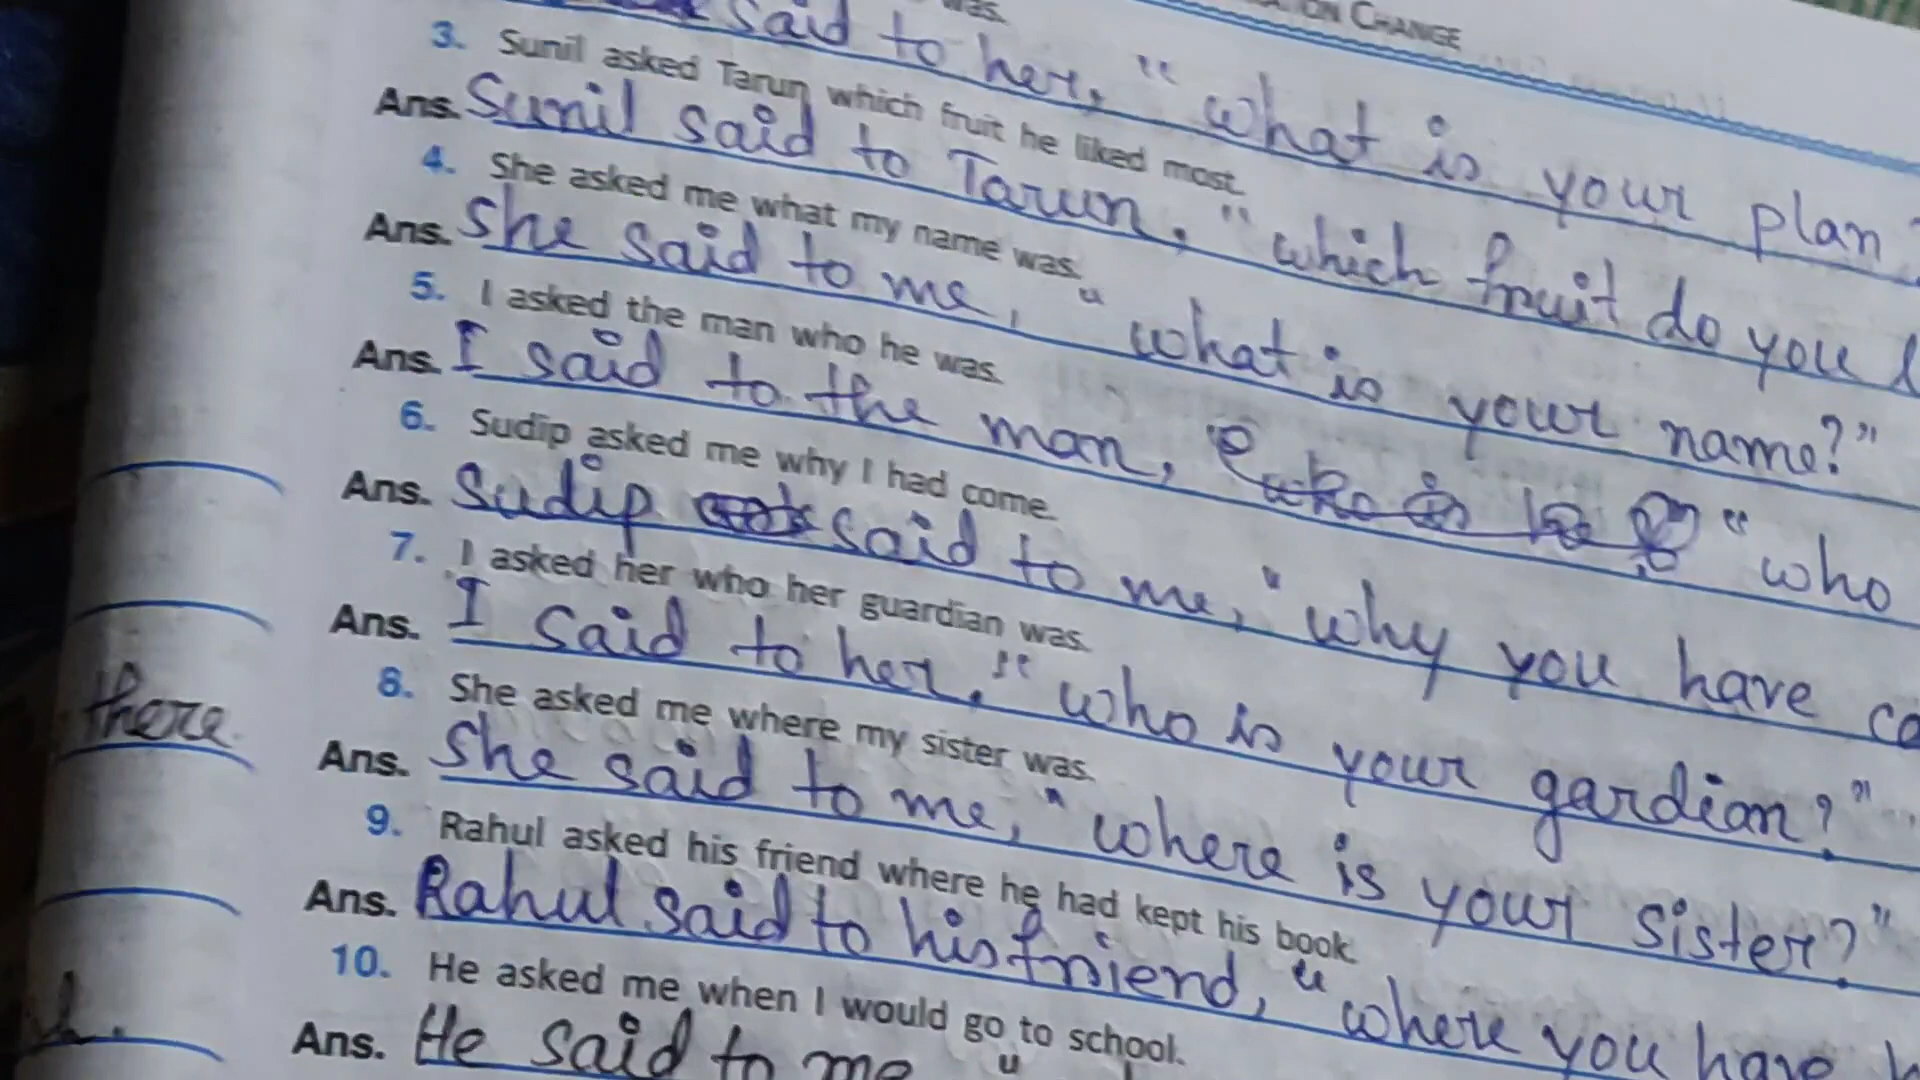 was.
ON CHANGE
said to her, "what is your plan
3. Sunil asked Tarun which fruit he liked most.
Ans. Sunil said to Tarun, "which fruit do you
4. She asked me what my name was.
Ans. She said to me, "what is your name?"
5. I asked the man who he was.
Ans. I said to the man, "who
6. Sudip asked me why I had come.
Ans. Sudip said to me, "why you have co
7. I asked her who her guardian was.
Ans. I said to her, "who is your gardian?"
8. She asked me where my sister was.
there.
Ans. She said to me, "where is your sister?"
9. Rahul asked his friend where he had kept his book.
Ans. Rahul said to his friend, "where you have h
10. He asked me when I would go to school.
Ans. He said to me "